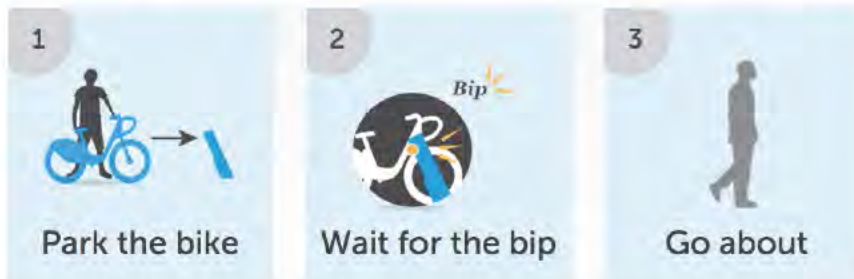 1
2
3
Bip
Park the bike
Wait for the bip
Go about